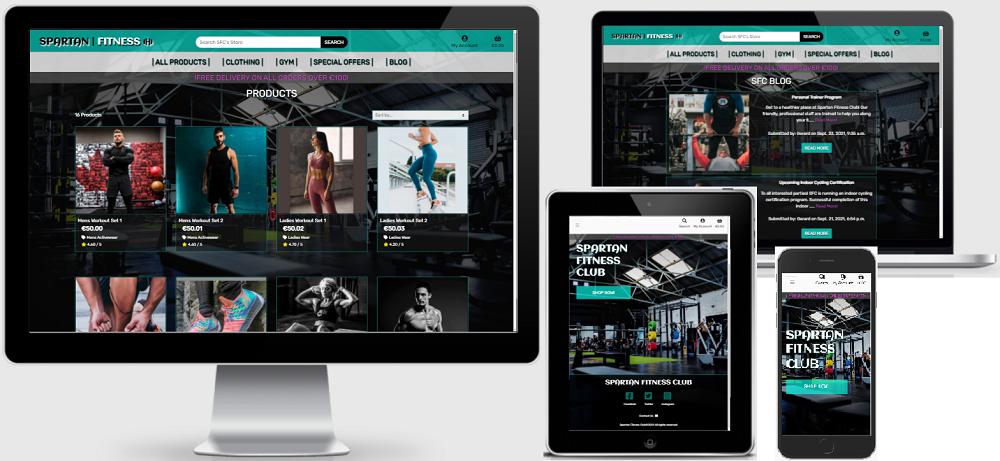 SPARTAN | FITNESS
Search SFC's Store
SEARCH
My Account
€0.00
| ALL PRODUCTS |
| CLOTHING |
| GYM |
| SPECIAL OFFERS |
| BLOG |
!FREE DELIVERY ON ALL ORDERS OVER €100!
PRODUCTS
16 Products
Sort by...
Mens Workout Set 1
€50.00
Mens Activewear
4.60 / 5
Mens Workout Set 2
€50.01
Mens Activewear
4.60 / 5
Ladies Workout Set 1
€50.02
Ladies Wear
4.70 / 5
Ladies Workout Set 2
€50.03
Ladies Wear
4.20 / 5
SPARTAN | FITNESS
Search SFC's Store
SEARCH
My Account
€0.00
| ALL PRODUCTS |
| CLOTHING |
| GYM |
| SPECIAL OFFERS |
| BLOG |
!FREE DELIVERY ON ALL ORDERS OVER €100!
SFC BLOG
Personal Trainer Program
Get to a healthier place at Spartan Fitness Club! Our
friendly, professional staff are trained to help you along
your fi.... Read More!
Submitted by: Gerard on Sept. 23, 2021, 9:35 a.m.
READ MORE
Upcoming Indoor Cycling Certification
To all interested parties! SFC is running an indoor cycling
certification program. Successful completion of this
indoor .... Read More!
Submitted by: Gerard on Sept. 21, 2021, 6:54 p.m.
READ MORE
Search
My Account
€0.00
SPARTAN
FITNESS
CLUB
SHOP NOW!
SPARTAN FITNESS CLUB
Facebook
Twitter
Instagram
Contact Us
Spartan Fitness Club©2021 All rights reserved
SPARTAN
FITNESS
CLUB
SHOP NOW!